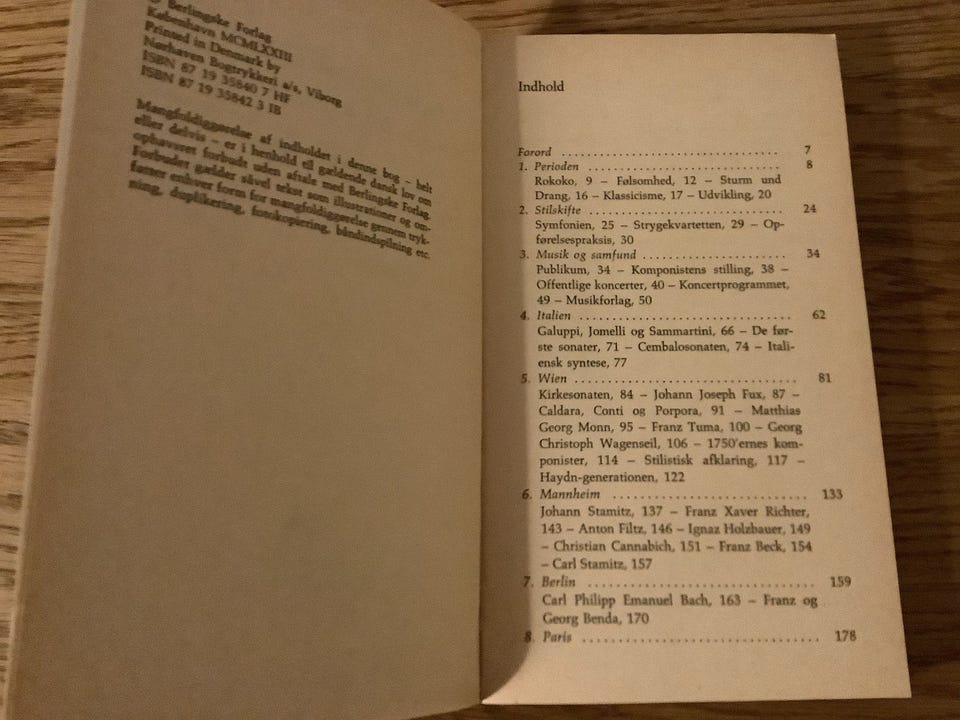 © Berlingske Forlag
København MCMLXXIII
Printed in Denmark by
Nørhaven Bogtrykkeri a/s, Viborg
ISBN 87 19 35840 7 HF
ISBN 87 19 35842 3 IB
Mangfoldiggørelse af indholdet i denne bog – helt
eller delvis – er i henhold til gældende dansk lov om
ophavsret forbudt uden aftale med Berlingske Forlag.
Forbudet gælder såvel tekst som illustrationer og om-
fatter enhver form for mangfoldiggørelse gennem tryk-
ning, duplikering, fotokopiering, båndindspilning etc.
Indhold
Forord ........................................ 7
1. Perioden ........................................ 8
Rokoko, 9 – Følsomhed, 12 – Sturm und
Drang, 16 – Klassicisme, 17 – Udvikling, 20
2. Stilskifte ................................ 24
Symfonien, 25 – Strygekvartetten, 29 – Op-
førelsespraksis, 30
3. Musik og samfund ........................ 34
Publikum, 34 – Komponistens stilling, 38 –
Offentlige koncerter, 40 – Koncertprogrammet,
49 – Musikforlag, 50
4. Italien ................................ 62
Galuppi, Jomelli og Sammartini, 66 – De før-
ste sonater, 71 – Cembalosonaten, 74 – Itali-
ensk syntese, 77
5. Wien ................................ 81
Kirkesonaten, 84 – Johann Joseph Fux, 87 –
Caldara, Conti og Porpora, 91 – Matthias
Georg Monn, 95 – Franz Tuma, 100 – Georg
Christoph Wagenseil, 106 – 1750'ernes kom-
ponister, 114 – Stilistisk afklaring, 117 –
Haydn-generationen, 122
6. Mannheim ............................ 133
Johann Stamitz, 137 – Franz Xaver Richter,
143 – Anton Filtz, 146 – Ignaz Holzbauer, 149
– Christian Cannabich, 151 – Franz Beck, 154
– Carl Stamitz, 157
7. Berlin ................................ 159
Carl Philipp Emanuel Bach, 163 – Franz og
Georg Benda, 170
8. Paris ................................ 178